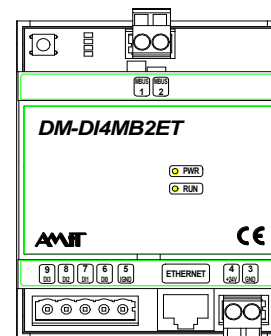 MBUS MBUS
1 2
DM-DI4MB2ET
PWR
RUN
AMiT CE
9 8 7 6 5 ETHERNET 4 3
DI3 DI2 DI1 DI0 IGND +24V GND